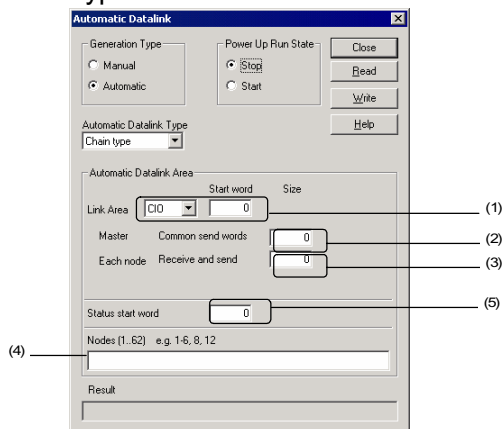 Automatic Datalink
Generation Type
Manual
Automatic
Power Up Run State
Stop
Start
Close
Read
Write
Help
Automatic Datalink Type
Chain type
Automatic Datalink Area
Start word Size
Link Area CIO 0 (1)
Master Common send words 0 (2)
Each node Receive and send 0 (3)
Status start word 0 (5)
Nodes (1..62) e.g. 1-6, 8, 12
(4)
Result